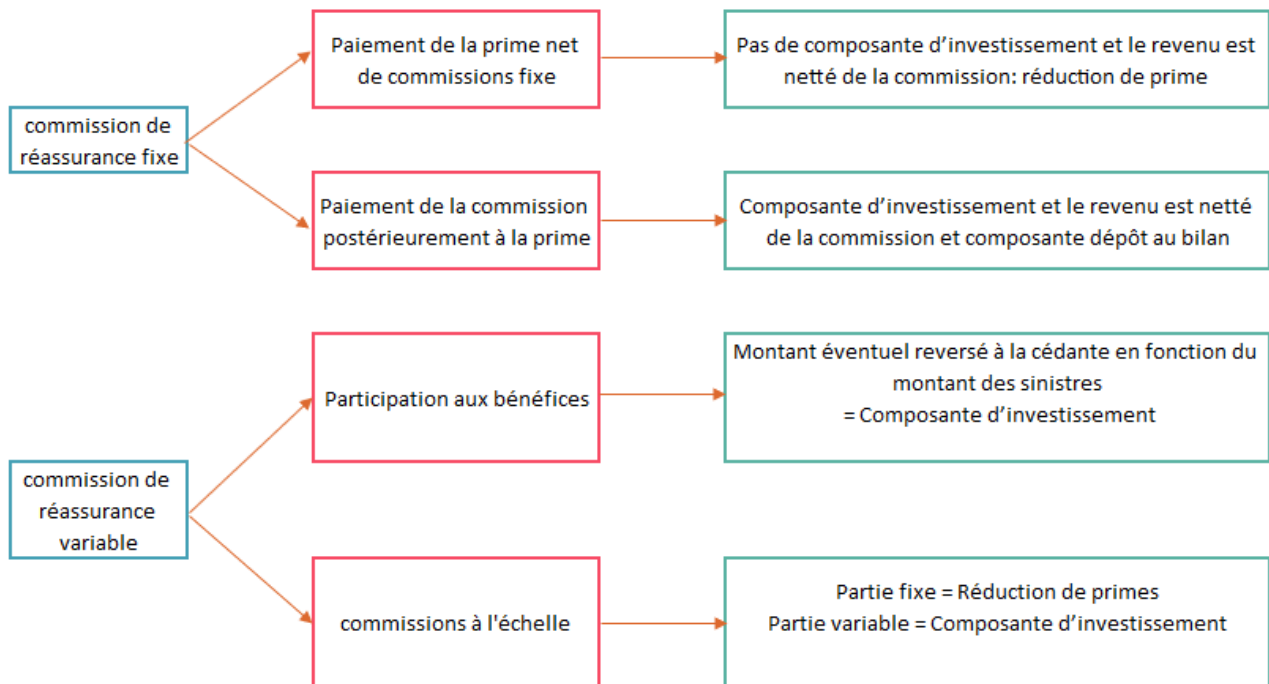 commission de
réassurance fixe
Paiement de la prime net
de commissions fixe
Pas de composante d'investissement et le revenu est
netté de la commission: réduction de prime
Paiement de la commission
postérieurement à la prime
Composante d'investissement et le revenu est netté
de la commission et composante dépôt au bilan
commission de
réassurance
variable
Participation aux bénéfices
Montant éventuel reversé à la cédante en fonction du
montant des sinistres
= Composante d'investissement
commissions à l'échelle
Partie fixe = Réduction de primes
Partie variable = Composante d'investissement